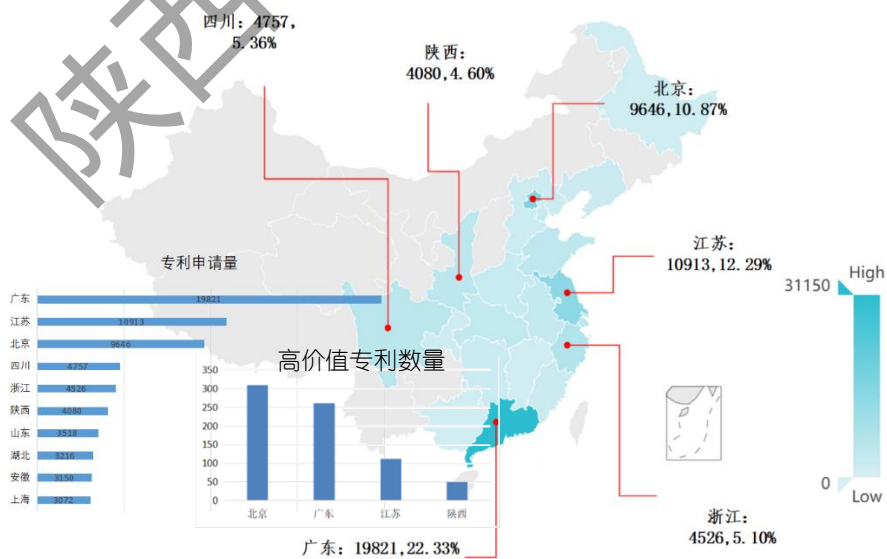 陕西
四川：4757,
5.36%
陕西：
4080,4.60%
北京：
9646,10.87%
江苏：
10913,12.29%
专利申请量
广东 19821
江苏 10913
北京 9646
四川 4757
浙江 4526
陕西 4080
山东 3518
湖北 3216
安徽 3150
上海 3072
高价值专利数量
350
300
250
200
150
100
50
0
北京 广东 江苏 陕西
31150 High
0 Low
浙江：
4526,5.10%
广东：19821,22.33%